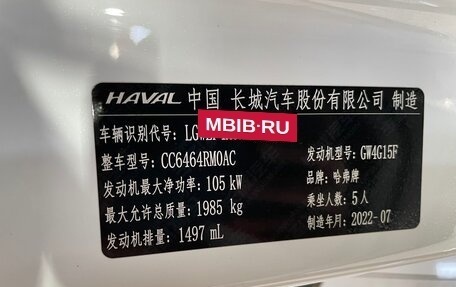 HAVAL 中国 长城汽车股份有限公司 制造
MBIB·RU
车辆识别代号: LGW
整车型号: CC6464RM0AC 发动机型号: GW4G15F
发动机最大净功率: 105 kW 品牌: 哈弗牌
最大允许总质量: 1985 kg 乘坐人数: 5人
发动机排量: 1497 mL 制造年月: 2022-07